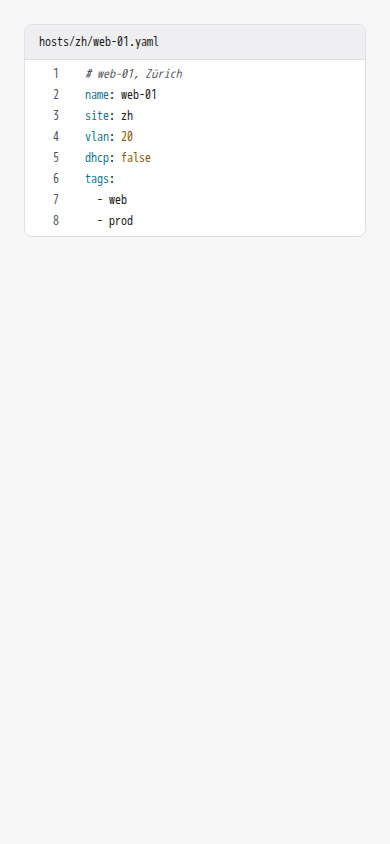 hosts/zh/web-01.yaml
1 # web-01, Zürich
2 name: web-01
3 site: zh
4 vlan: 20
5 dhcp: false
6 tags:
7   - web
8   - prod